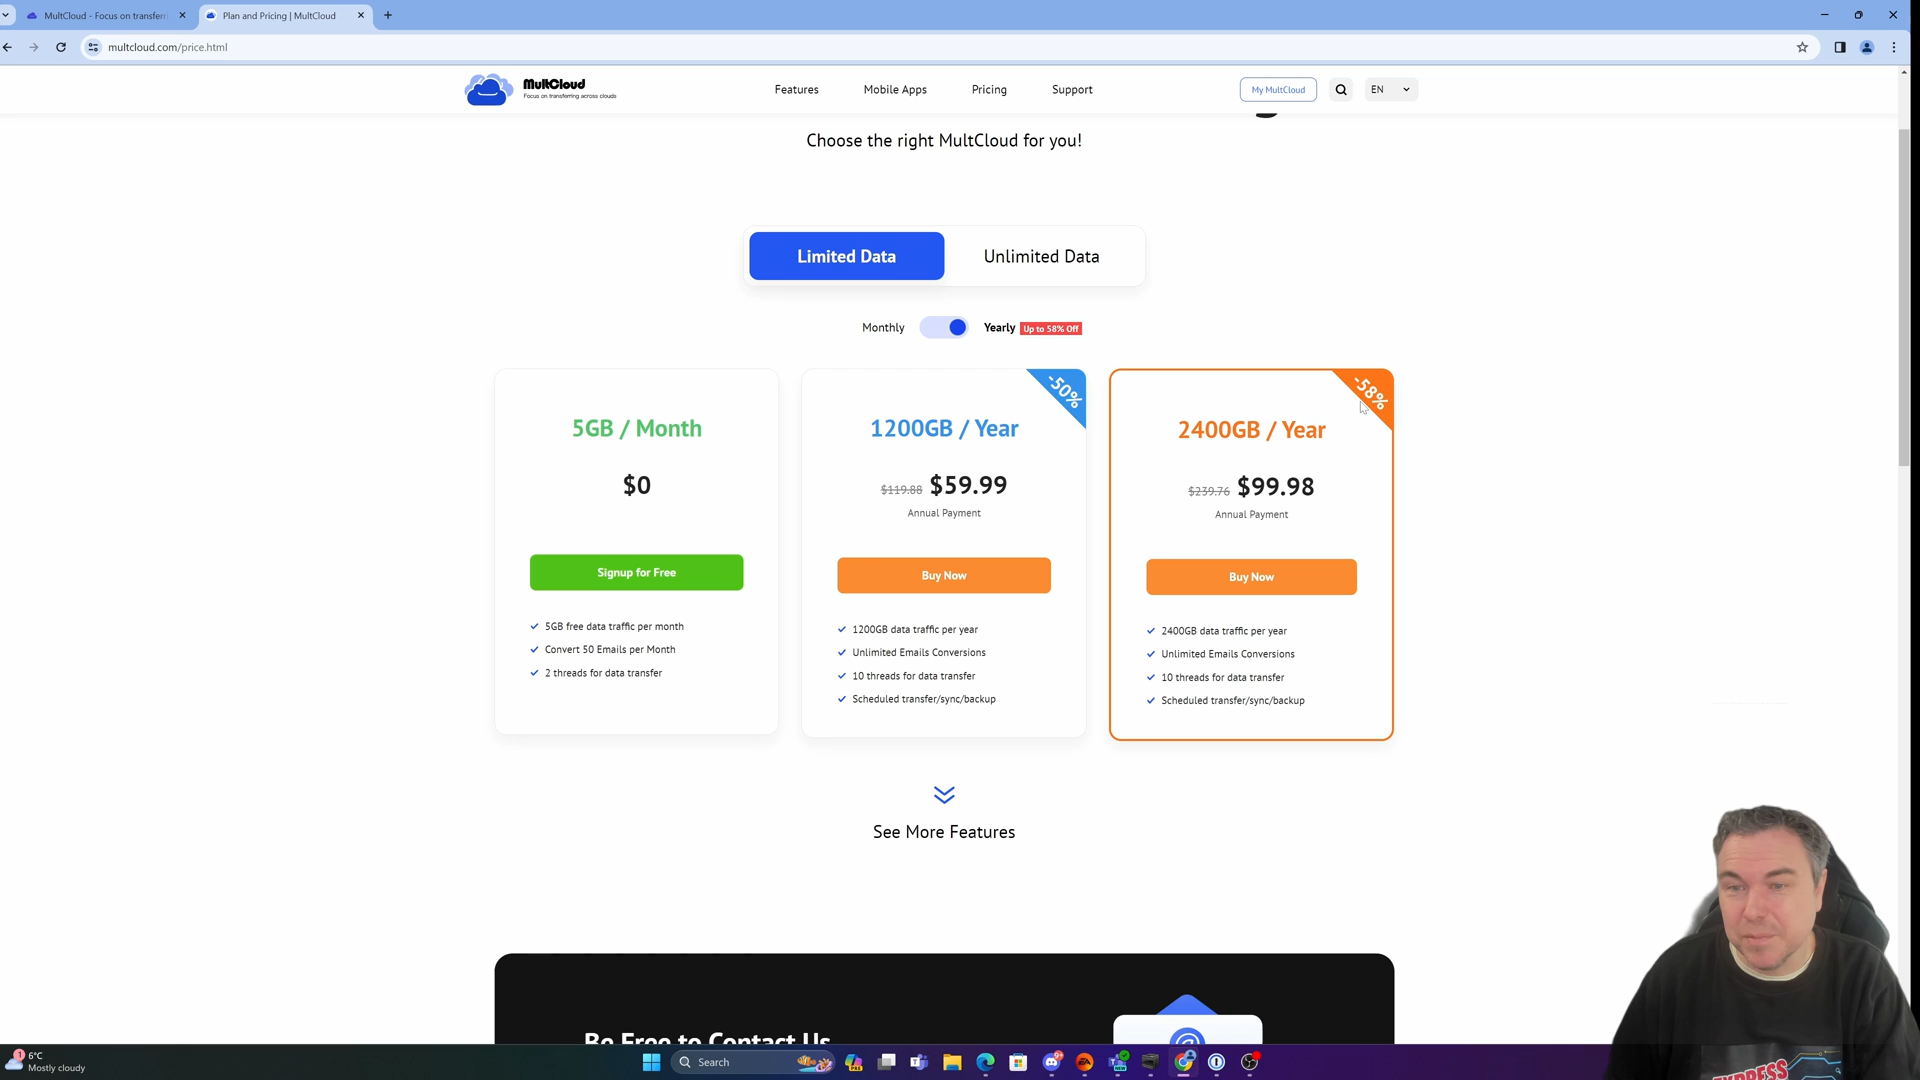 MultCloud - Focus on transferri
Plan and Pricing | MultCloud
multcloud.com/price.html
MultCloud
Focus on transferring across clouds
Features
Mobile Apps
Pricing
Support
My MultCloud
EN
Choose the right MultCloud for you!
Limited Data
Unlimited Data
Monthly
Yearly
Up to 58% Off
5GB / Month
$0
Signup for Free
5GB free data traffic per month
Convert 50 Emails per Month
2 threads for data transfer
-50%
1200GB / Year
$119.88 $59.99
Annual Payment
Buy Now
1200GB data traffic per year
Unlimited Emails Conversions
10 threads for data transfer
Scheduled transfer/sync/backup
-58%
2400GB / Year
$239.76 $99.98
Annual Payment
Buy Now
2400GB data traffic per year
Unlimited Emails Conversions
10 threads for data transfer
Scheduled transfer/sync/backup
See More Features
Be Free to Contact Us
EXPRESS
1
6°C
Mostly cloudy
Search